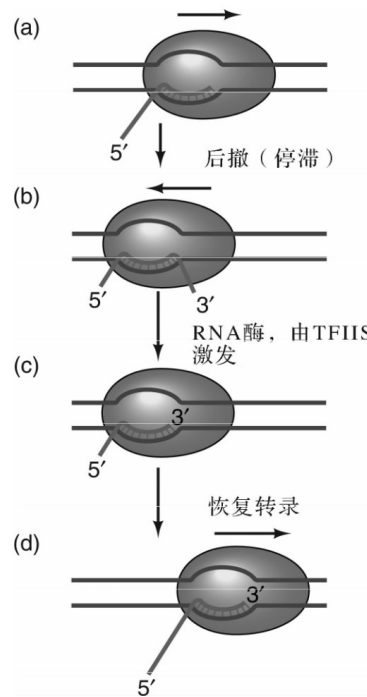 (a)
5′
后撤（停滞）
(b)
5′
3′
RNA酶，由TFIIS
激发
(c)
3′
5′
恢复转录
(d)
3′
5′